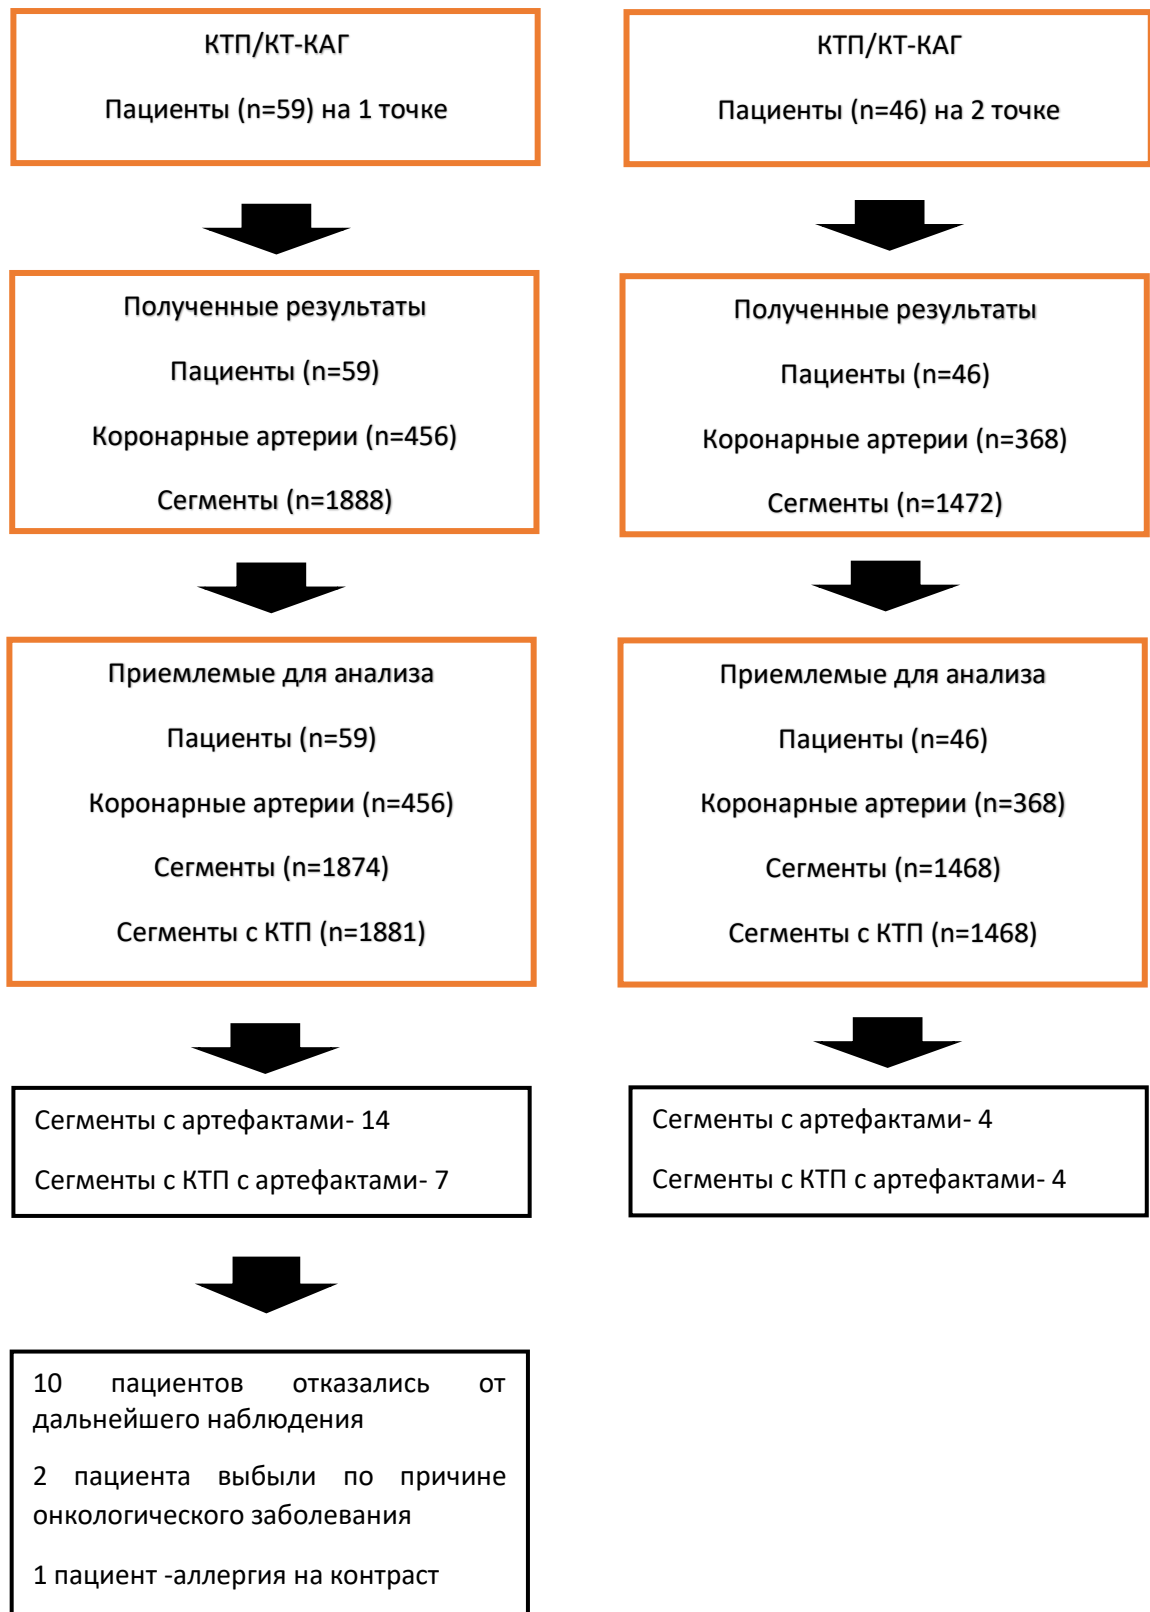 КТП/КТ-КАГ
Пациенты (n=59) на 1 точке
Полученные результаты
Пациенты (n=59)
Коронарные артерии (n=456)
Сегменты (n=1888)
Приемлемые для анализа
Пациенты (n=59)
Коронарные артерии (n=456)
Сегменты (n=1874)
Сегменты с КТП (n=1881)
Сегменты с артефактами- 14
Сегменты с КТП с артефактами- 7
10 пациентов отказались от
дальнейшего наблюдения
2 пациента выбыли по причине
онкологического заболевания
1 пациент -аллергия на контраст
КТП/КТ-КАГ
Пациенты (n=46) на 2 точке
Полученные результаты
Пациенты (n=46)
Коронарные артерии (n=368)
Сегменты (n=1472)
Приемлемые для анализа
Пациенты (n=46)
Коронарные артерии (n=368)
Сегменты (n=1468)
Сегменты с КТП (n=1468)
Сегменты с артефактами- 4
Сегменты с КТП с артефактами- 4